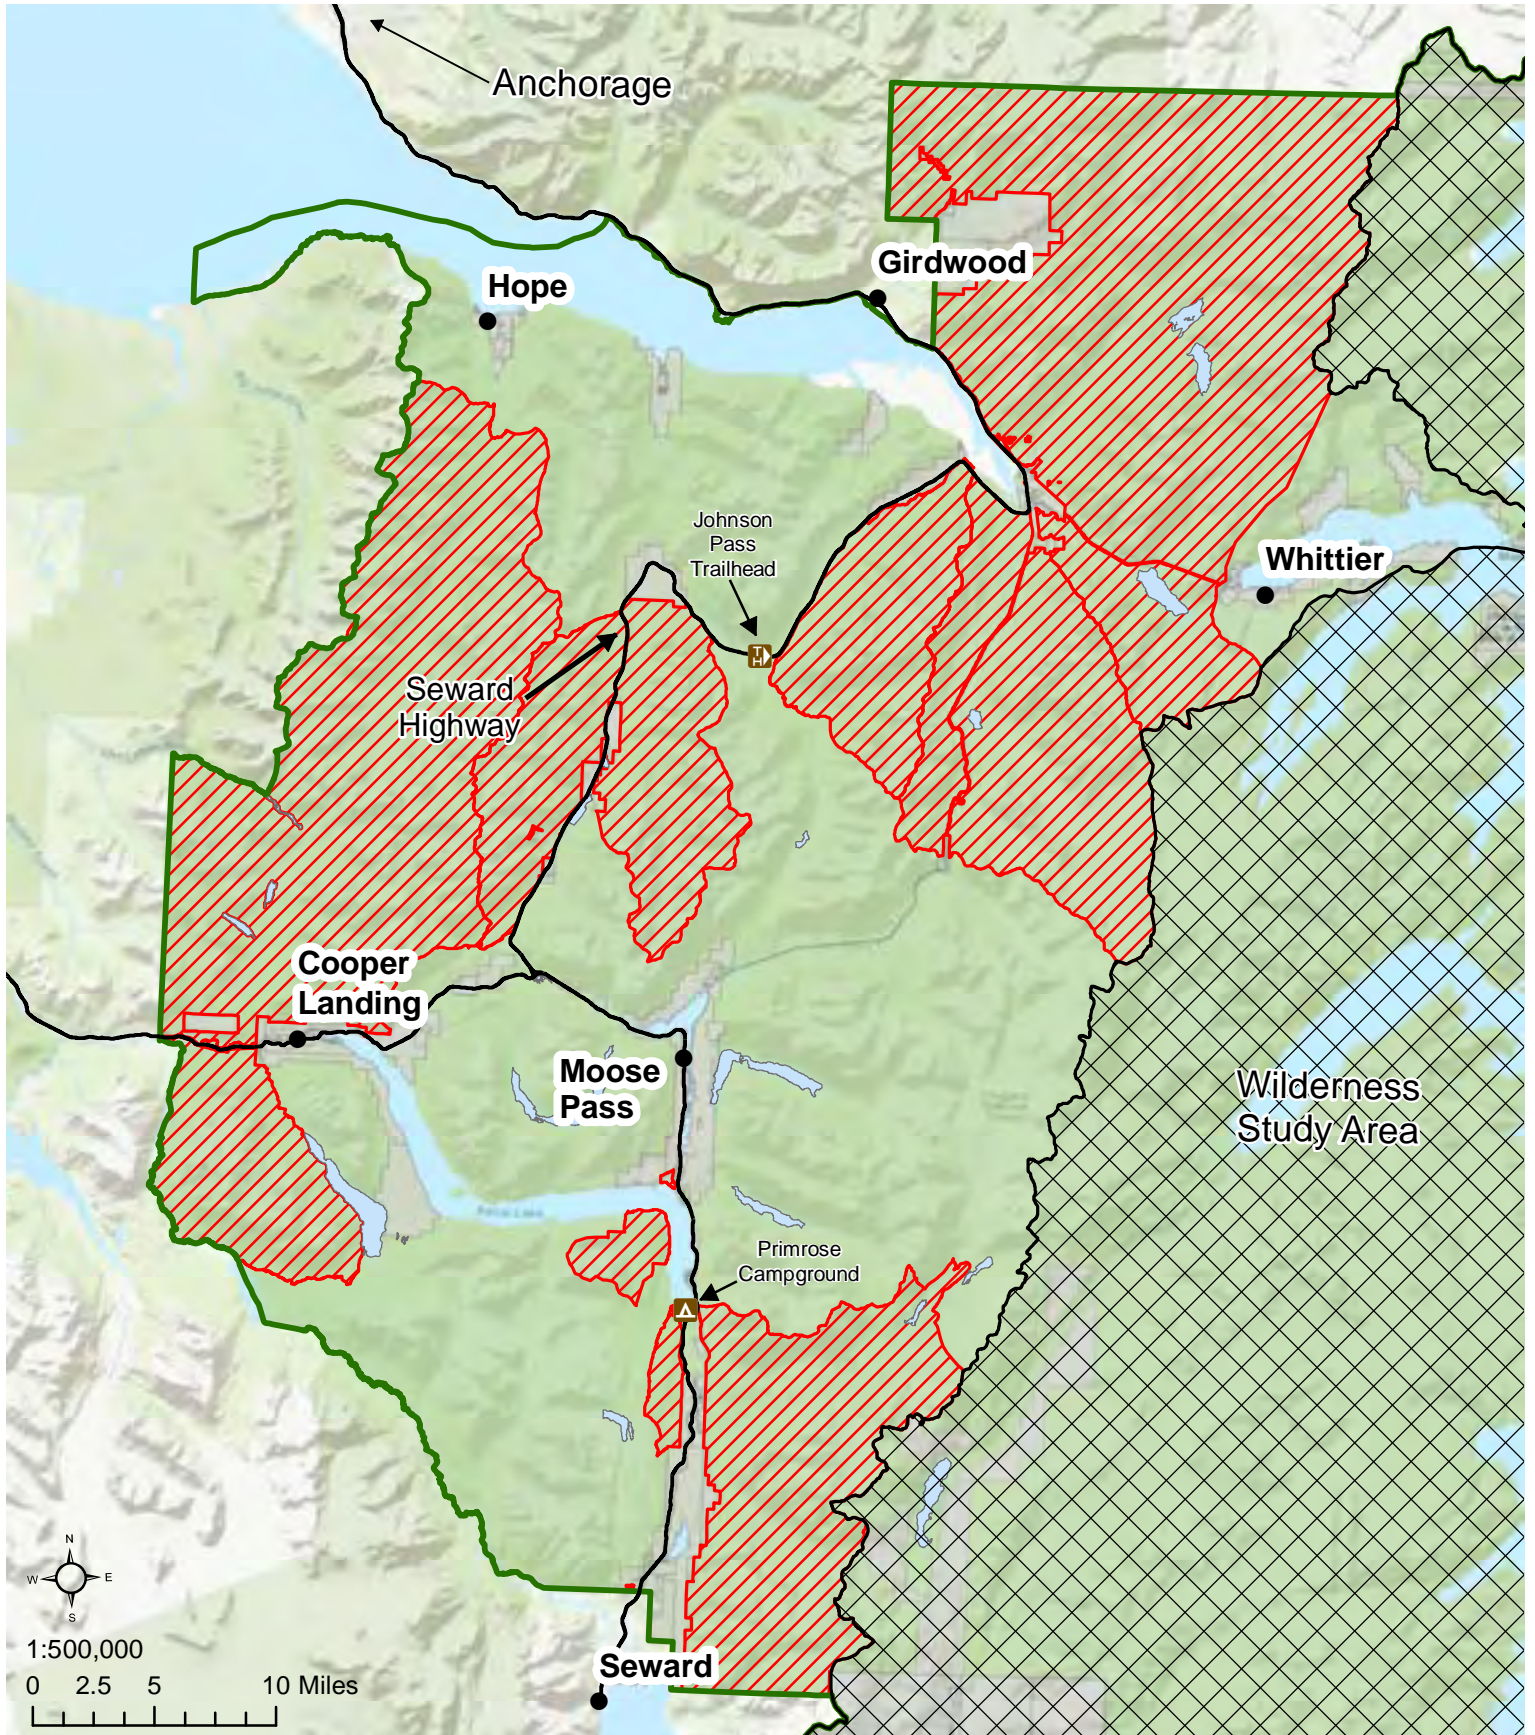 Anchorage
Girdwood
Hope
Johnson
Pass
Trailhead
Whittier
TH
Seward
Highway
Cooper
Landing
Moose
Pass
Wilderness
Study Area
Primrose
Campground
N
W
E
S
1:500,000
0 2.5 5 10 Miles
Seward